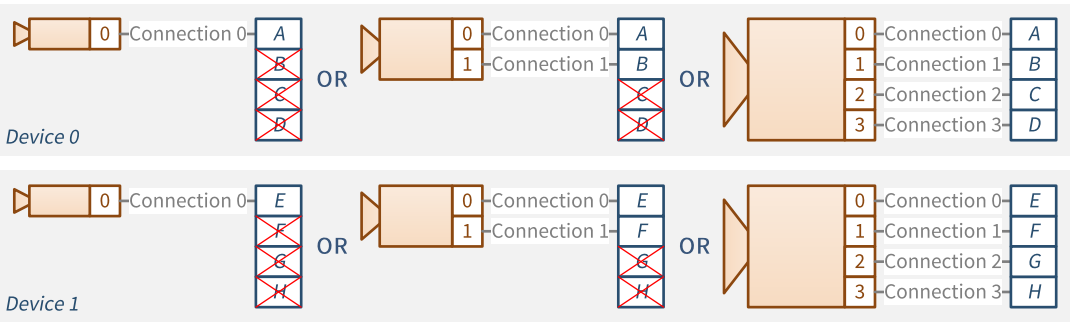 0 Connection 0 A 0 Connection 0 A 0 Connection 0 A
B 1 Connection 1 B 1 Connection 1 B
OR OR
C C 2 Connection 2 C
D D 3 Connection 3 D
Device 0
0 Connection 0 E 0 Connection 0 E 0 Connection 0 E
F 1 Connection 1 F 1 Connection 1 F
OR OR
G G 2 Connection 2 G
H H 3 Connection 3 H
Device 1